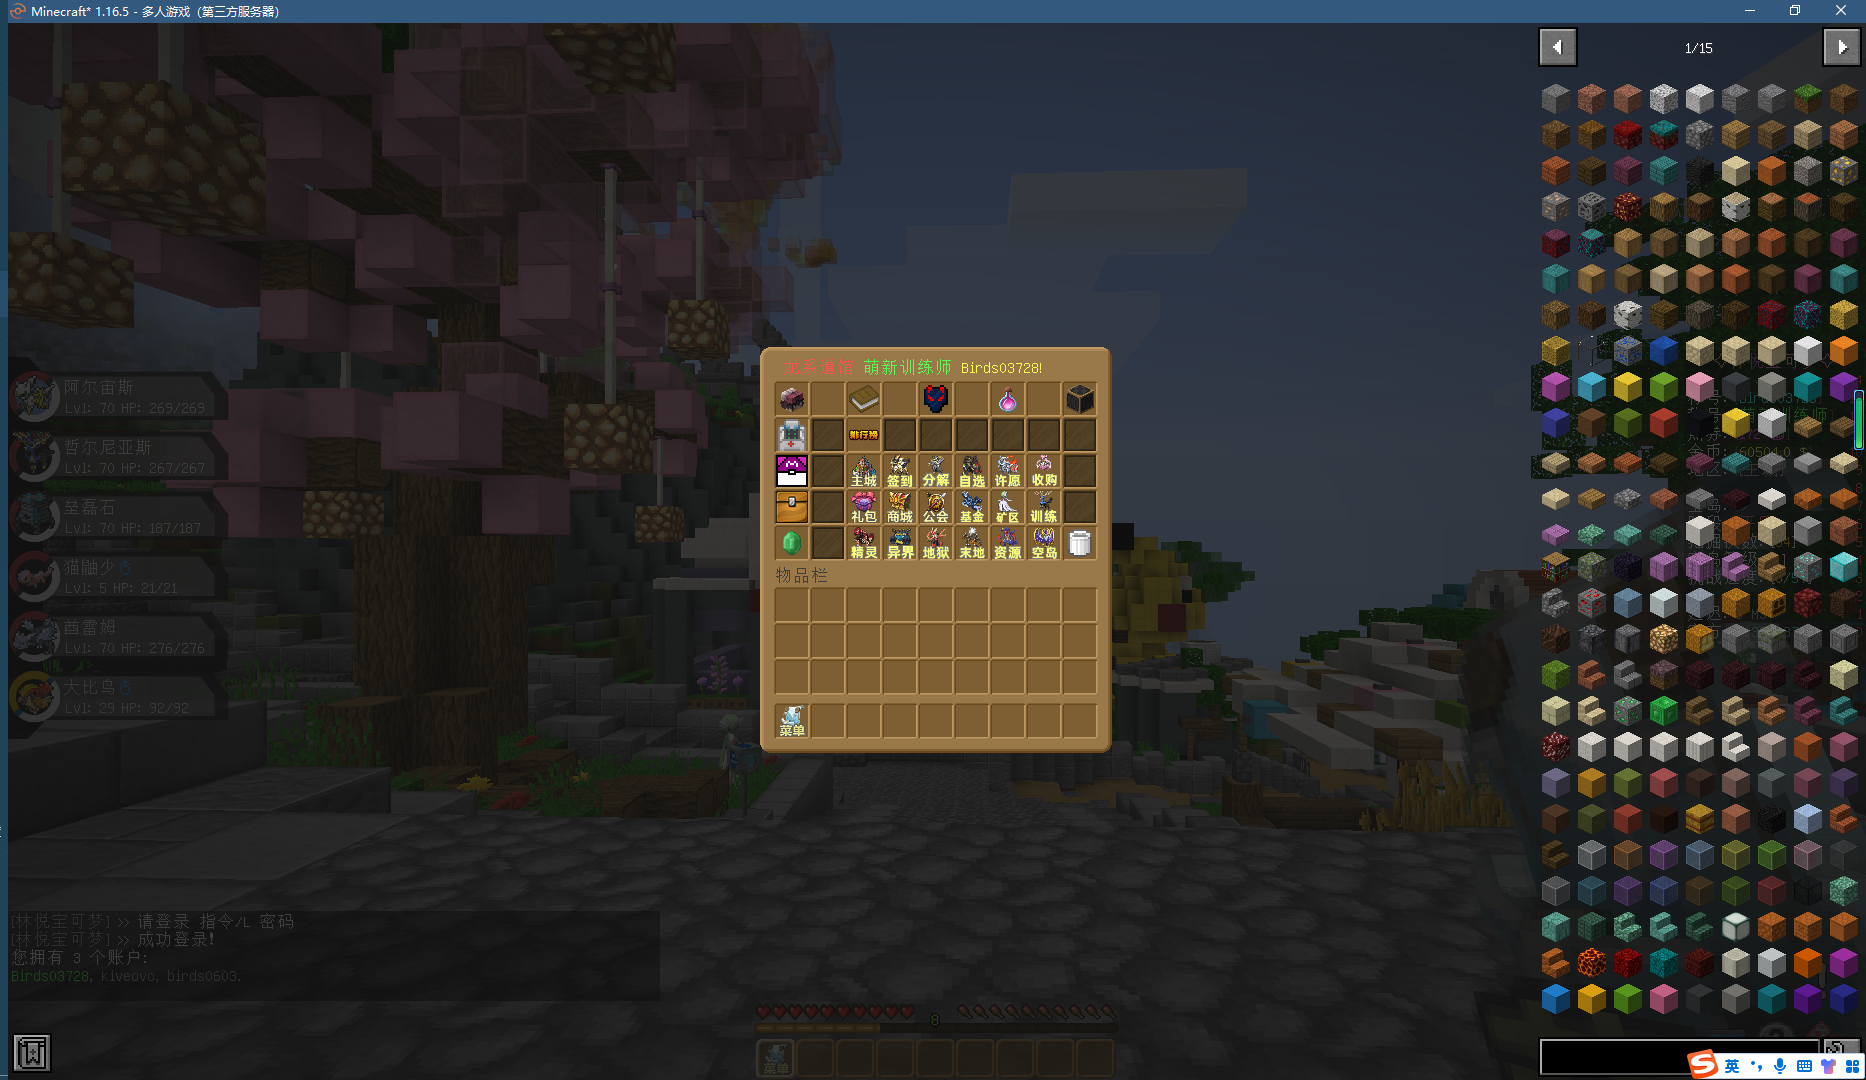 Minecraft* 1.16.5 - 多人游戏（第三方服务器）
1/15
阿尔宙斯
Lvl: 70 HP: 269/269
哲尔尼亚斯
Lvl: 70 HP: 267/267
垒磊石
Lvl: 70 HP: 187/187
猫鼬少
Lvl: 5 HP: 21/21
酋雷姆
Lvl: 70 HP: 276/276
大比鸟
Lvl: 29 HP: 92/92
萌新训练师 Birds03728!
排行榜
主城 签到 分解 自选 许愿 收购
礼包 商城 公会 基金 矿区 训练
精灵 异界 地狱 末地 资源 空岛
物品栏
菜单
[林悦宝可梦] >> 请登录 指令/L 密码
[林悦宝可梦] >> 成功登录!
您拥有 3 个账户:
Birds03728, kiveovo, birds0603.
8
菜单
英